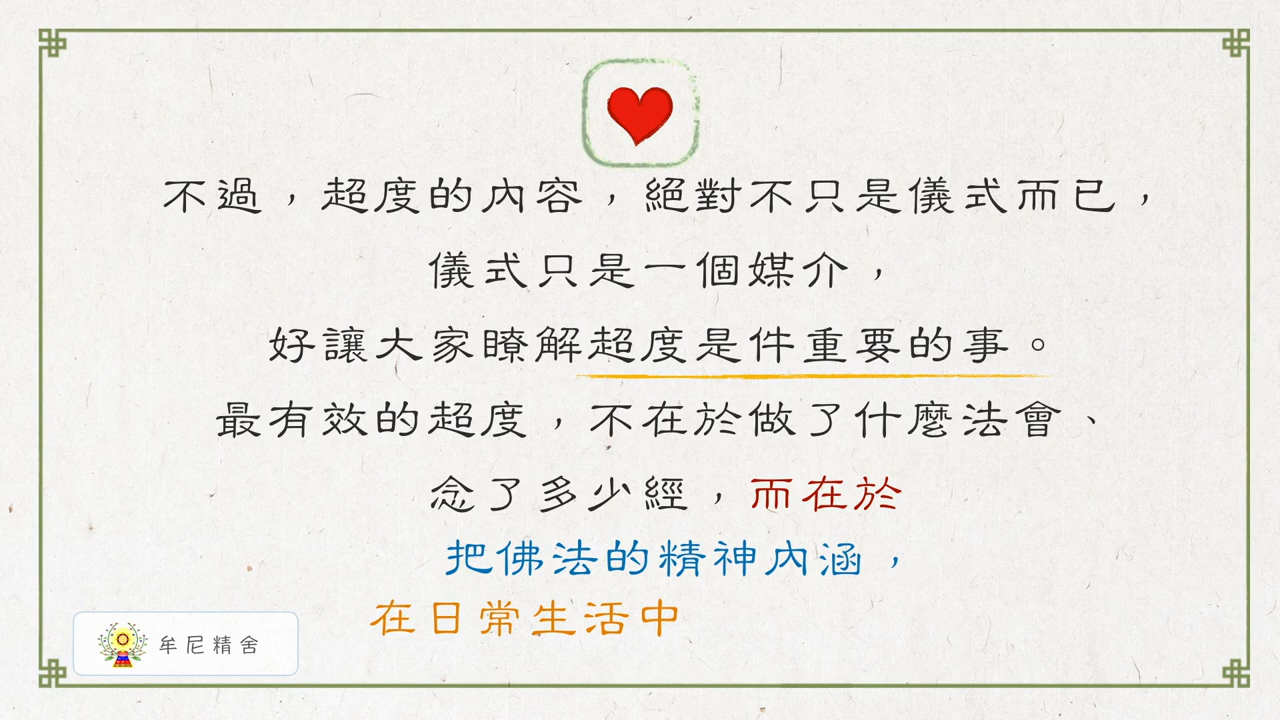 不過，超度的內容，絕對不只是儀式而已，
儀式只是一個媒介，
好讓大家瞭解超度是件重要的事。
最有效的超度，不在於做了什麼法會、
念了多少經，而在於
把佛法的精神內涵，
在日常生活中
牟尼精舍